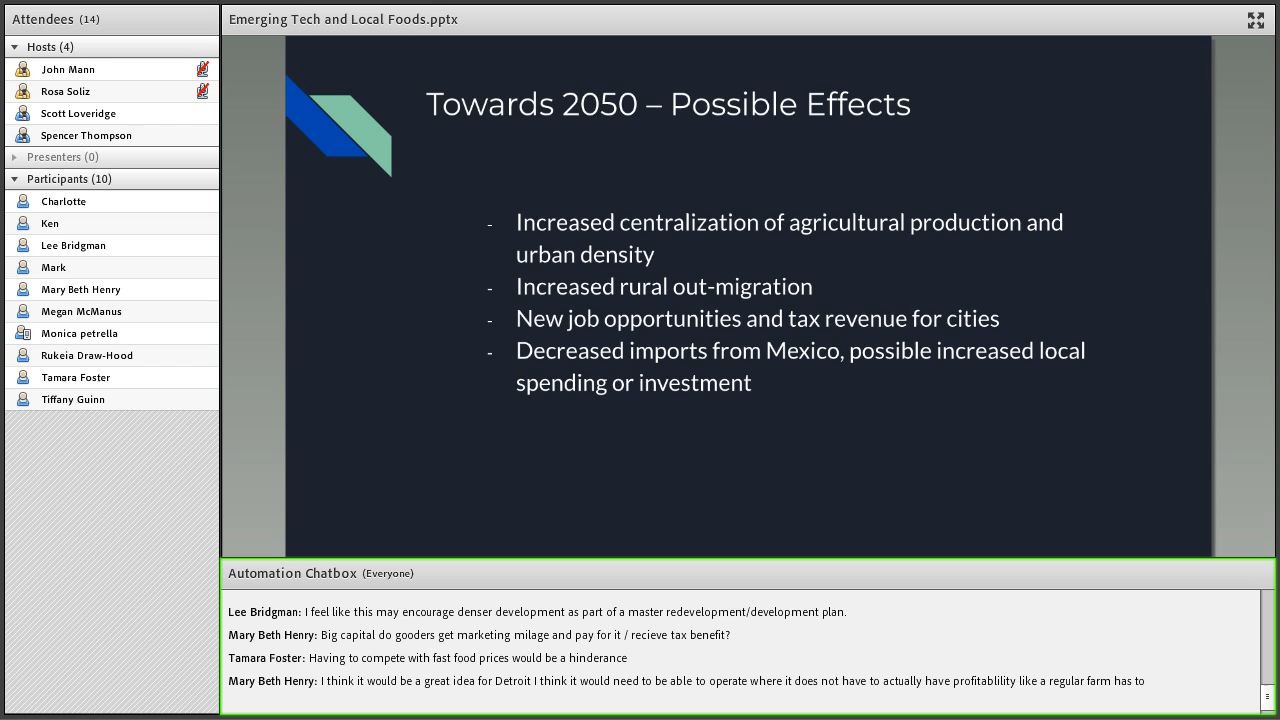 Attendees (14)
Hosts (4)
John Mann
Rosa Soliz
Scott Loveridge
Spencer Thompson
Presenters (0)
Participants (10)
Charlotte
Ken
Lee Bridgman
Mark
Mary Beth Henry
Megan McManus
Monica petrella
Rukeia Draw-Hood
Tamara Foster
Tiffany Guinn
Emerging Tech and Local Foods.pptx
Towards 2050 – Possible Effects
- Increased centralization of agricultural production and
urban density
- Increased rural out-migration
- New job opportunities and tax revenue for cities
- Decreased imports from Mexico, possible increased local
spending or investment
Automation Chatbox (Everyone)
Lee Bridgman: I feel like this may encourage denser development as part of a master redevelopment/development plan.
Mary Beth Henry: Big capital do gooders get marketing milage and pay for it / recieve tax benefit?
Tamara Foster: Having to compete with fast food prices would be a hinderance
Mary Beth Henry: I think it would be a great idea for Detroit I think it would need to be able to operate where it does not have to actually have profitablility like a regular farm has to